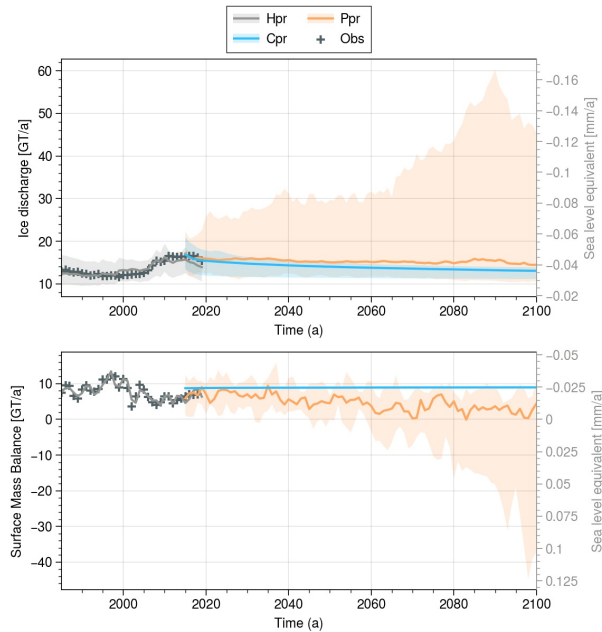 Hpr Ppr
Cpr Obs
Ice discharge [GT/a]
60
50
40
30
20
10
−0.16
−0.14
−0.12
−0.1
−0.08
−0.06
−0.04
−0.02
Sea level equivalent [mm/a]
2000 2020 2040 2060 2080 2100
Time (a)
Surface Mass Balance [GT/a]
10
0
−10
−20
−30
−40
−0.05
−0.025
0
0.025
0.05
0.075
0.1
0.125
Sea level equivalent [mm/a]
2000 2020 2040 2060 2080 2100
Time (a)